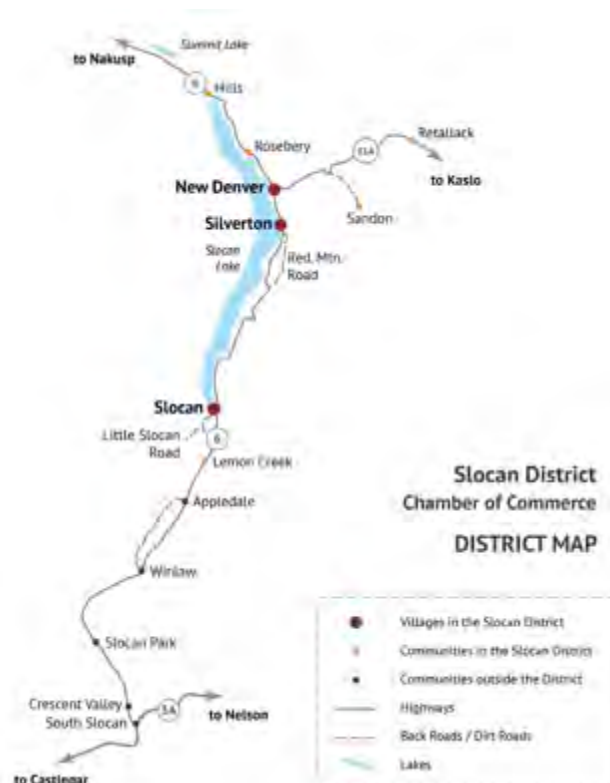 Summit Lake
to Nakusp
6
Hills
Rosebery
31A
Retallack
New Denver
to Kaslo
Silverton
Sandon
Slocan
Lake
Red. Mtn.
Road
Slocan
Little Slocan
Road
6
Lemon Creek
Slocan District
Chamber of Commerce
DISTRICT MAP
Appledale
Winlaw
Slocan Park
Crescent Valley
South Slocan
3A
to Nelson
to Castlegar
Villages in the Slocan District
Communities in the Slocan District
Communities outside the District
Highways
Back Roads / Dirt Roads
Lakes